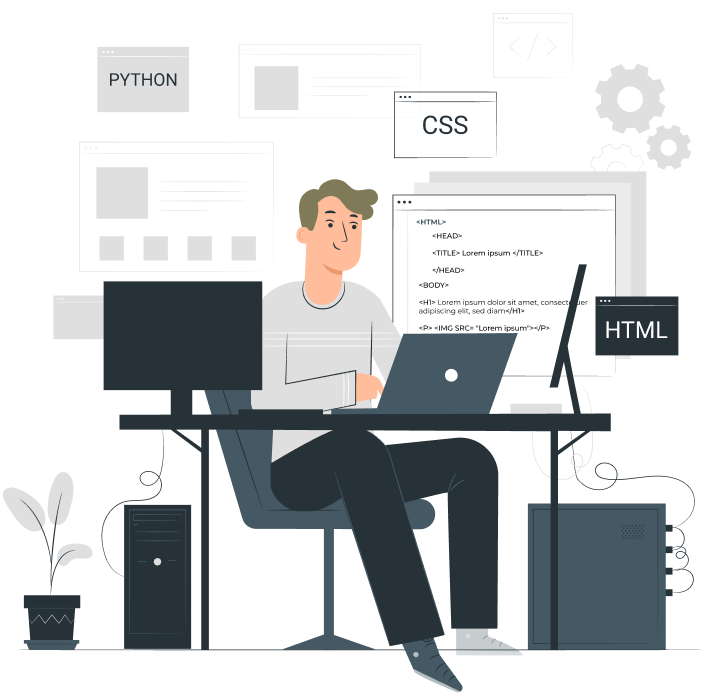 PYTHON
</>
CSS
<HTML>
<HEAD>
<TITLE> Lorem ipsum </TITLE>
</HEAD>
<BODY>
<H1> Lorem ipsum dolor sit amet, consectetuer
adipiscing elit, sed diam</H1>
<P> <IMG SRC= "Lorem ipsum"></P>
HTML